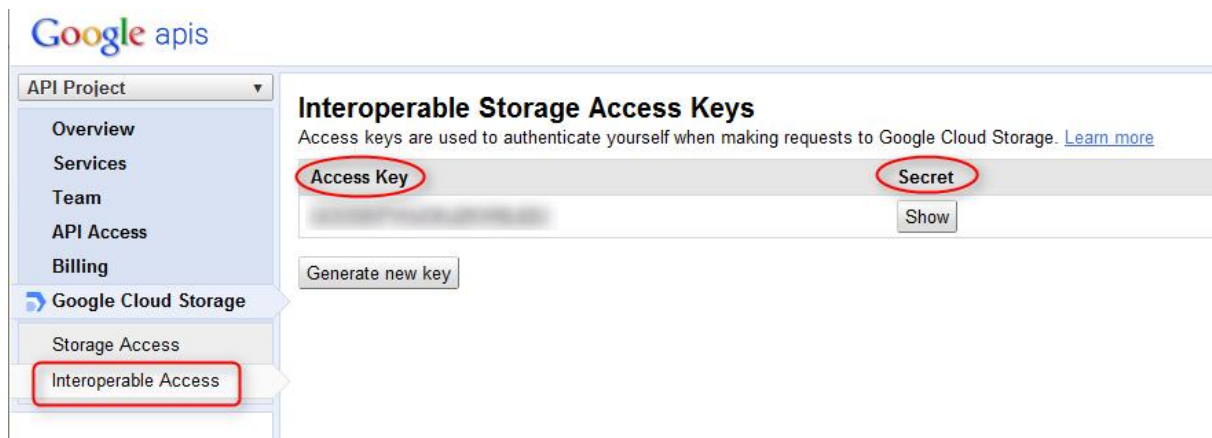 Google apis
API Project
Overview
Services
Team
API Access
Billing
Google Cloud Storage
Storage Access
Interoperable Access
Interoperable Storage Access Keys
Access keys are used to authenticate yourself when making requests to Google Cloud Storage. Learn more
Access Key Secret
Show
Generate new key